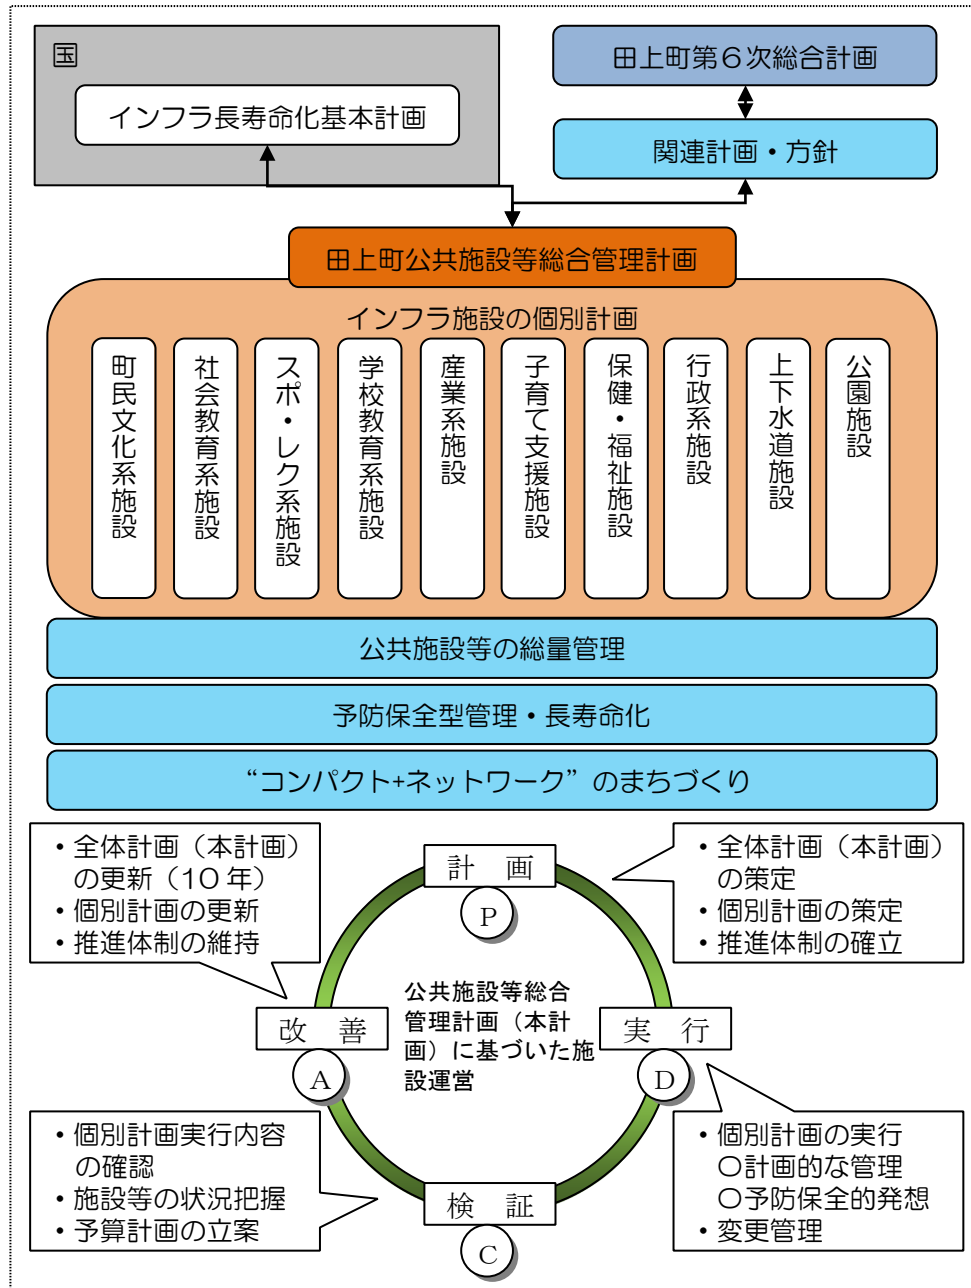 国
インフラ長寿命化基本計画
田上町第６次総合計画
関連計画・方針
田上町公共施設等総合管理計画
インフラ施設の個別計画
町民文化系施設
社会教育系施設
スポ・レク系施設
学校教育系施設
産業系施設
子育て支援施設
保健・福祉施設
行政系施設
上下水道施設
公園施設
公共施設等の総量管理
予防保全型管理・長寿命化
“コンパクト+ネットワーク”のまちづくり
・全体計画（本計画）
の更新（10 年）
・個別計画の更新
・推進体制の維持
計　画
P
・全体計画（本計画）
の策定
・個別計画の策定
・推進体制の確立
改　善
A
公共施設等総合
管理計画（本計
画）に基づいた施
設運営
実　行
D
・個別計画実行内容
の確認
・施設等の状況把握
・予算計画の立案
検　証
C
・個別計画の実行
〇計画的な管理
〇予防保全的発想
・変更管理